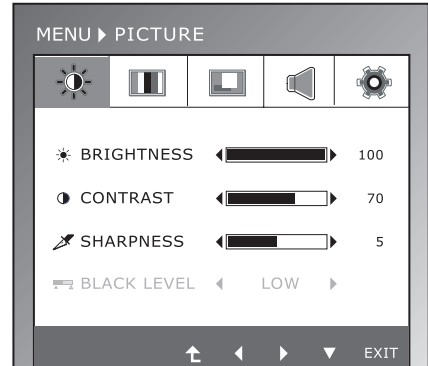 MENU ▶ PICTURE
BRIGHTNESS 100
CONTRAST 70
SHARPNESS 5
BLACK LEVEL LOW
EXIT